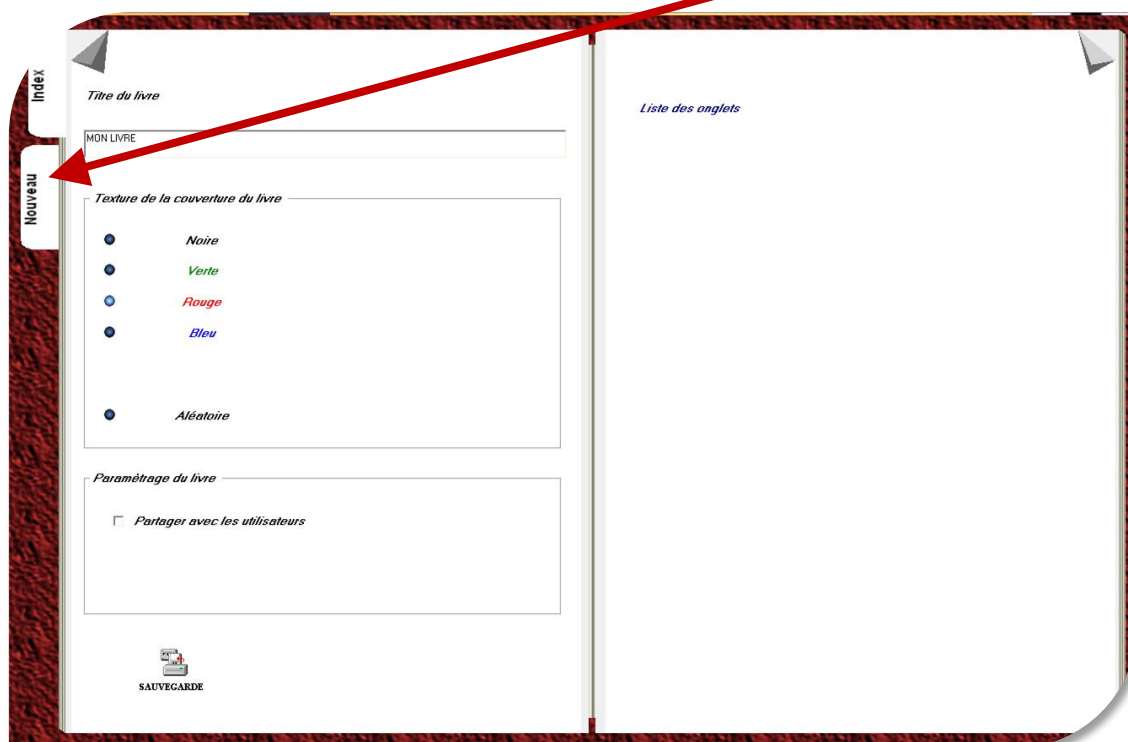 Index
Nouveau
Titre du livre
MON LIVRE
Texture de la couverture du livre
Noire
Verte
Rouge
Bleu
Aléatoire
Paramètrage du livre
Partager avec les utilisateurs
SAUVEGARDE
Liste des onglets